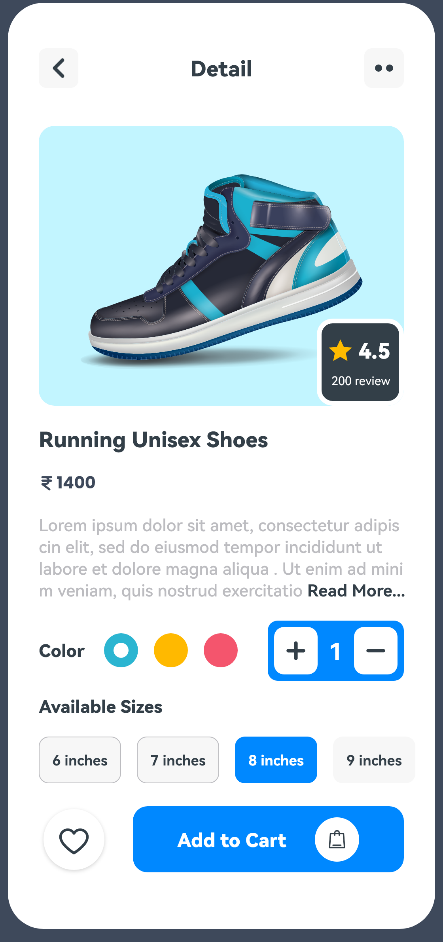 Detail
4.5
200 review
Running Unisex Shoes
₹ 1400
Lorem ipsum dolor sit amet, consectetur adipis
cin elit, sed do eiusmod tempor incididunt ut
labore et dolore magna aliqua . Ut enim ad mini
m veniam, quis nostrud exercitatio Read More...
Color
+ 1 −
Available Sizes
6 inches 7 inches 8 inches 9 inches
Add to Cart